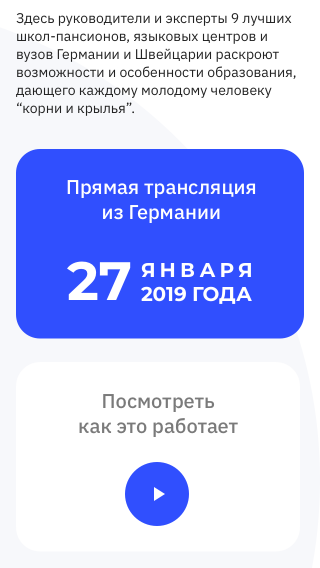 Здесь руководители и эксперты 9 лучших
школ-пансионов, языковых центров и
вузов Германии и Швейцарии раскроют
возможности и особенности образования,
дающего каждому молодому человеку
“корни и крылья”.
Прямая трансляция
из Германии
27 ЯНВАРЯ
2019 ГОДА
Посмотреть
как это работает